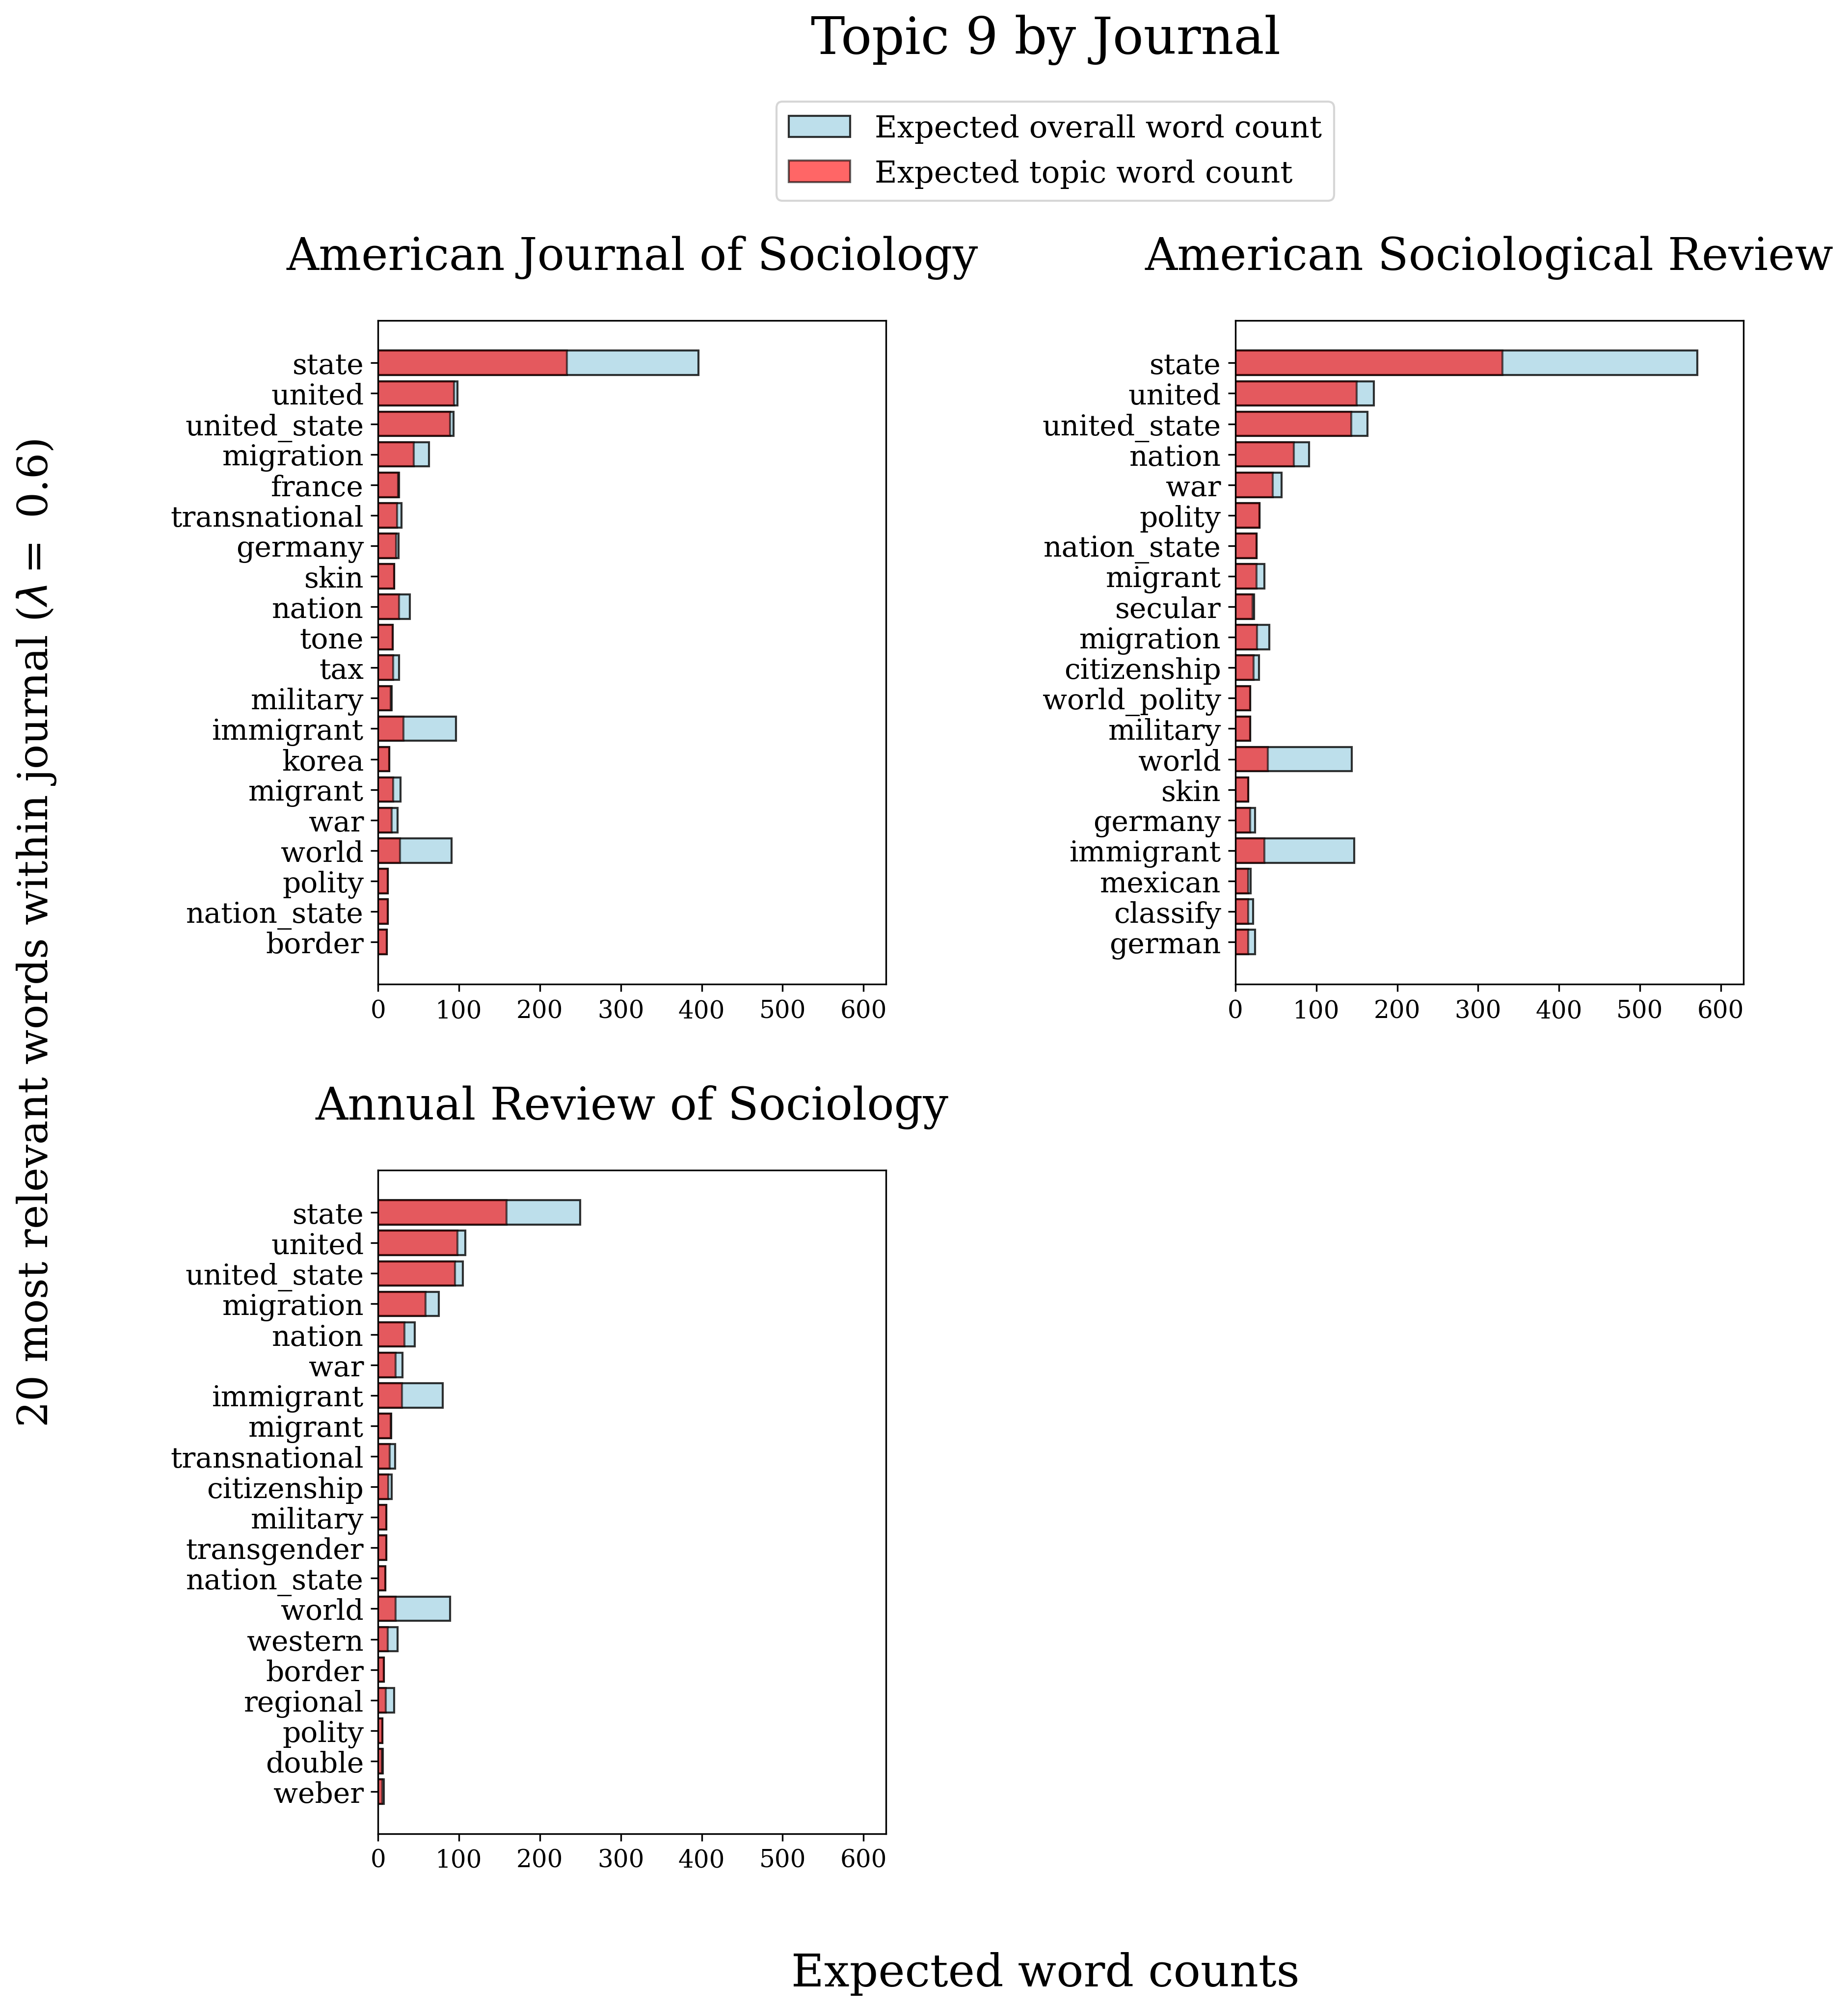 Topic 9 by Journal
Expected overall word count
Expected topic word count
20 most relevant words within journal (λ = 0.6)
American Journal of Sociology
state
united
united_state
migration
france
transnational
germany
skin
nation
tone
tax
military
immigrant
korea
migrant
war
world
polity
nation_state
border
0 100 200 300 400 500 600
American Sociological Review
state
united
united_state
nation
war
polity
nation_state
migrant
secular
migration
citizenship
world_polity
military
world
skin
germany
immigrant
mexican
classify
german
0 100 200 300 400 500 600
Annual Review of Sociology
state
united
united_state
migration
nation
war
immigrant
migrant
transnational
citizenship
military
transgender
nation_state
world
western
border
regional
polity
double
weber
0 100 200 300 400 500 600
Expected word counts